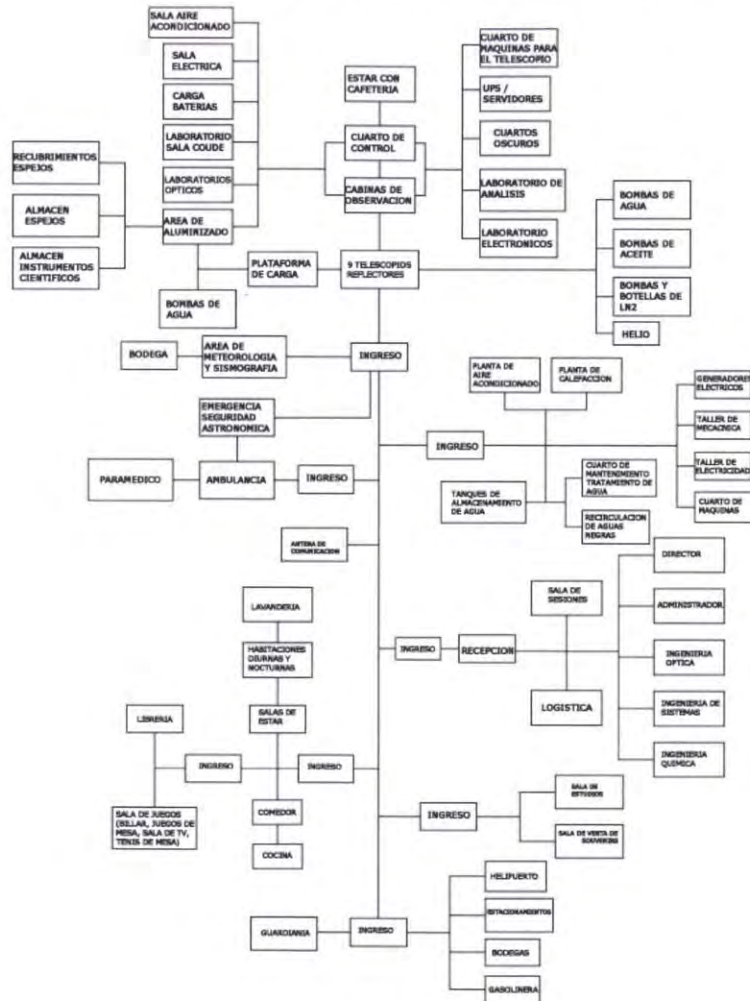 SALA AIRE
ACONDICIONADO
SALA
ELECTRICA
CARGA
BATERIAS
LABORATORIO
SALA COUDE
LABORATORIOS
OPTICOS
AREA DE
ALUMINIZADO
RECUBRIMIENTOS
ESPEJOS
ALMACEN
ESPEJOS
ALMACEN
INSTRUMENTOS
CIENTIFICOS
BOMBAS DE
AGUA
PLATAFORMA
DE CARGA
ESTAR CON
CAFETERIA
CUARTO DE
CONTROL
CABINAS DE
OBSERVACION
9 TELESCOPIOS
REFLECTORES
CUARTO DE
MAQUINAS PARA
EL TELESCOPIO
UPS /
SERVIDORES
CUARTOS
OSCUROS
LABORATORIO DE
ANALISIS
LABORATORIO
ELECTRONICOS
BOMBAS DE
AGUA
BOMBAS DE
ACEITE
BOMBAS Y
BOTELLAS DE
LN2
HELIO
BODEGA
AREA DE
METEOROLOGIA
Y SISMOGRAFIA
INGRESO
EMERGENCIA
SEGURIDAD
ASTRONOMICA
PARAMEDICO
AMBULANCIA
INGRESO
PLANTA DE
AIRE
ACONDICIONADO
PLANTA DE
CALEFACCION
INGRESO
TANQUES DE
ALMACENAMIENTO
DE AGUA
CUARTO DE
MANTENIMIENTO
TRATAMIENTO DE
AGUA
RECIRCULACION
DE AGUAS
NEGRAS
GENERADORES
ELECTRICOS
TALLER DE
MECACNICA
TALLER DE
ELECTRICIDAD
CUARTO DE
MAQUINAS
ANTENA DE
COMUNICACION
LAVANDERIA
HABITACIONES
DIURNAS Y
NOCTURNAS
SALAS DE
ESTAR
LIBRERIA
INGRESO
INGRESO
SALA DE JUEGOS
(BILLAR, JUEGOS DE
MESA, SALA DE TV,
TENIS DE MESA)
COMEDOR
COCINA
INGRESO
RECEPCION
SALA DE
SESIONES
LOGISTICA
DIRECTOR
ADMINISTRADOR
INGENIERIA
OPTICA
INGENIERIA DE
SISTEMAS
INGENIERIA
QUIMICA
INGRESO
SALA DE
ESTUDIOS
SALA DE VENTA DE
SOUVENIRS
GUARDIANIA
INGRESO
HELIPUERTO
ESTACIONAMIENTOS
BODEGAS
GASOLINERA